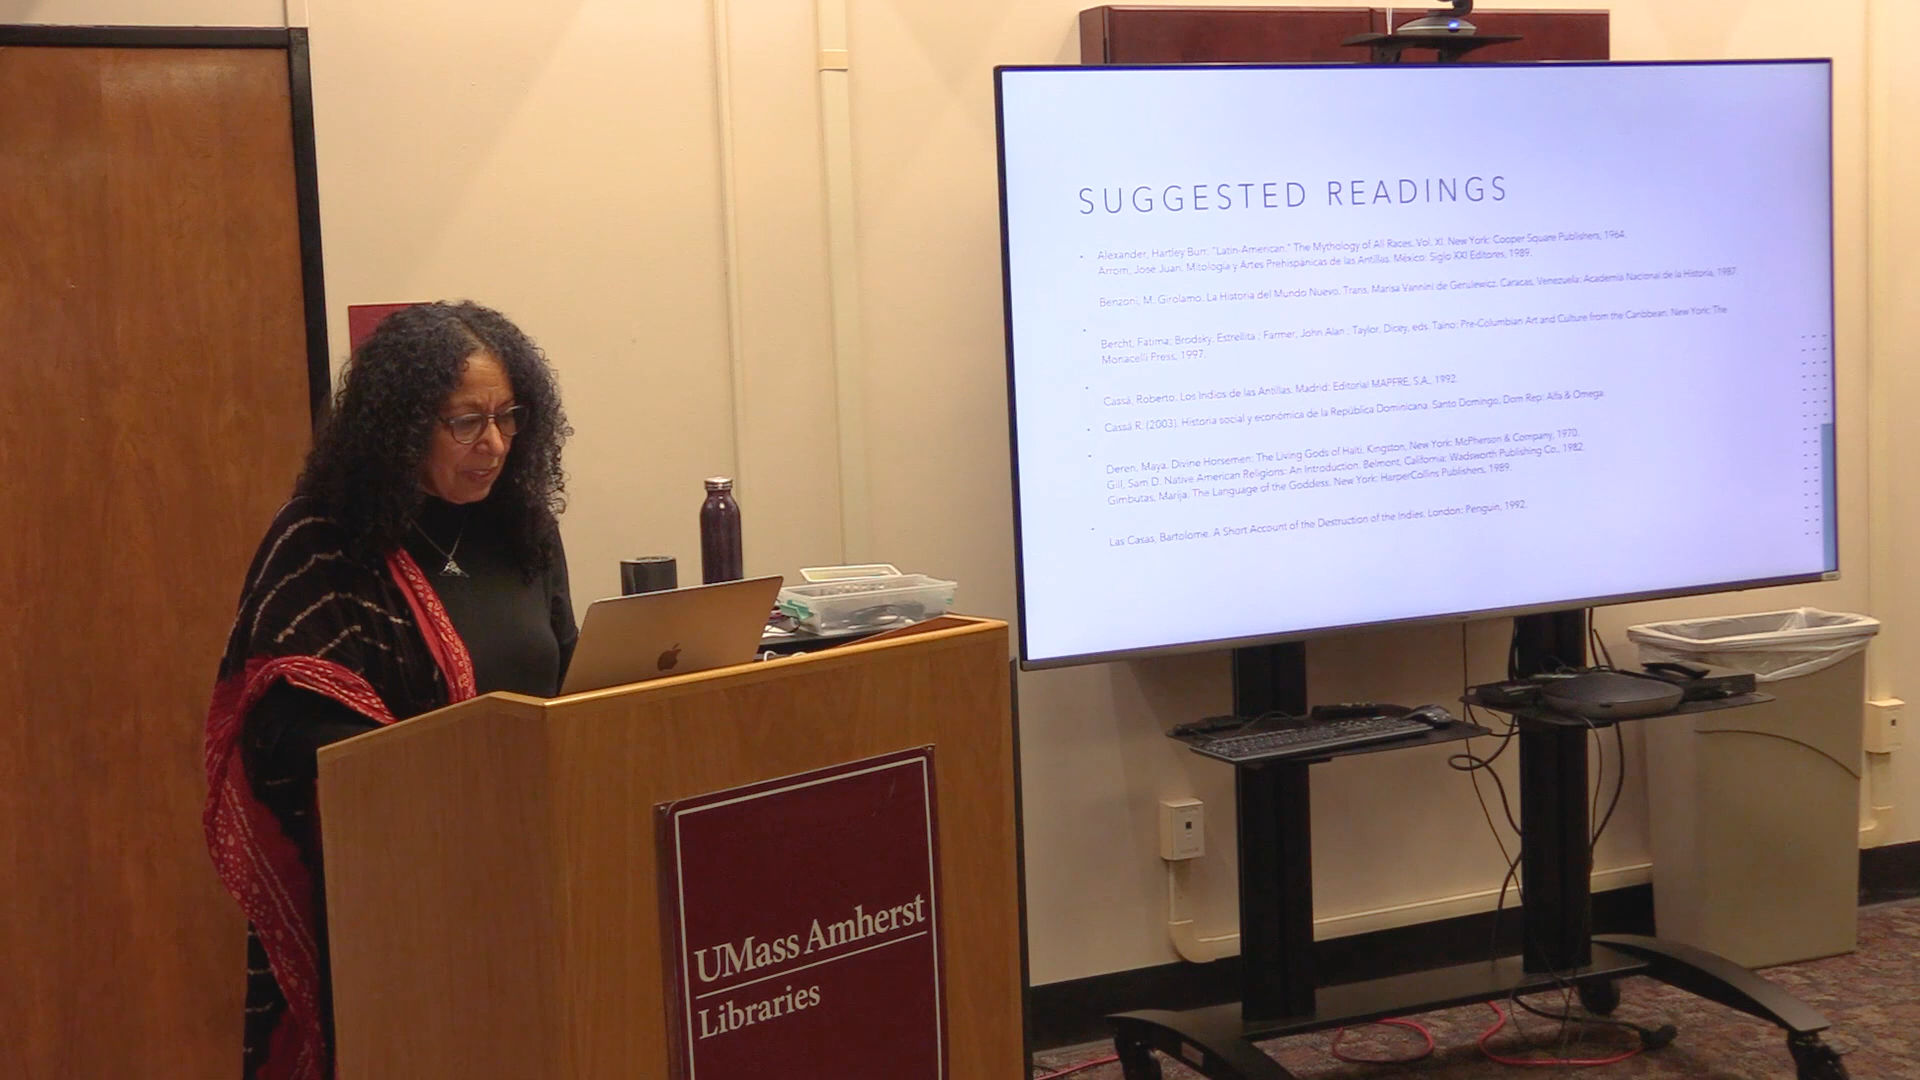 SUGGESTED READINGS
Alexander, Hartley Burr. "Latin-American." The Mythology of All Races. Vol. XI. New York: Cooper Square Publishers, 1964.
Arrom, Jose Juan. Mitología y Artes Prehispánicas de las Antillas. México: Siglo XXI Editores, 1989.
Benzoni, M. Girolamo. La Historia del Mundo Nuevo. Trans. Marisa Vannini de Gerulewicz. Caracas, Venezuela: Academia Nacional de la Historia, 1987.
Bercht, Fatima; Brodsky, Estrellita ; Farmer, John Alan ; Taylor, Dicey, eds. Taino: Pre-Columbian Art and Culture from the Caribbean. New York: The
Monacelli Press, 1997.
Cassá, Roberto. Los Indios de las Antillas. Madrid: Editorial MAPFRE, S.A., 1992.
Cassá R. (2003). Historia social y económica de la República Dominicana. Santo Domingo, Dom Rep: Alfa & Omega
Deren, Maya. Divine Horsemen: The Living Gods of Haiti. Kingston, New York: McPherson & Company, 1970.
Gill, Sam D. Native American Religions: An Introduction. Belmont, California: Wadsworth Publishing Co., 1982.
Gimbutas, Marija. The Language of the Goddess. New York: HarperCollins Publishers, 1989.
Las Casas, Bartolome. A Short Account of the Destruction of the Indies. London: Penguin, 1992.
UMass Amherst
Libraries